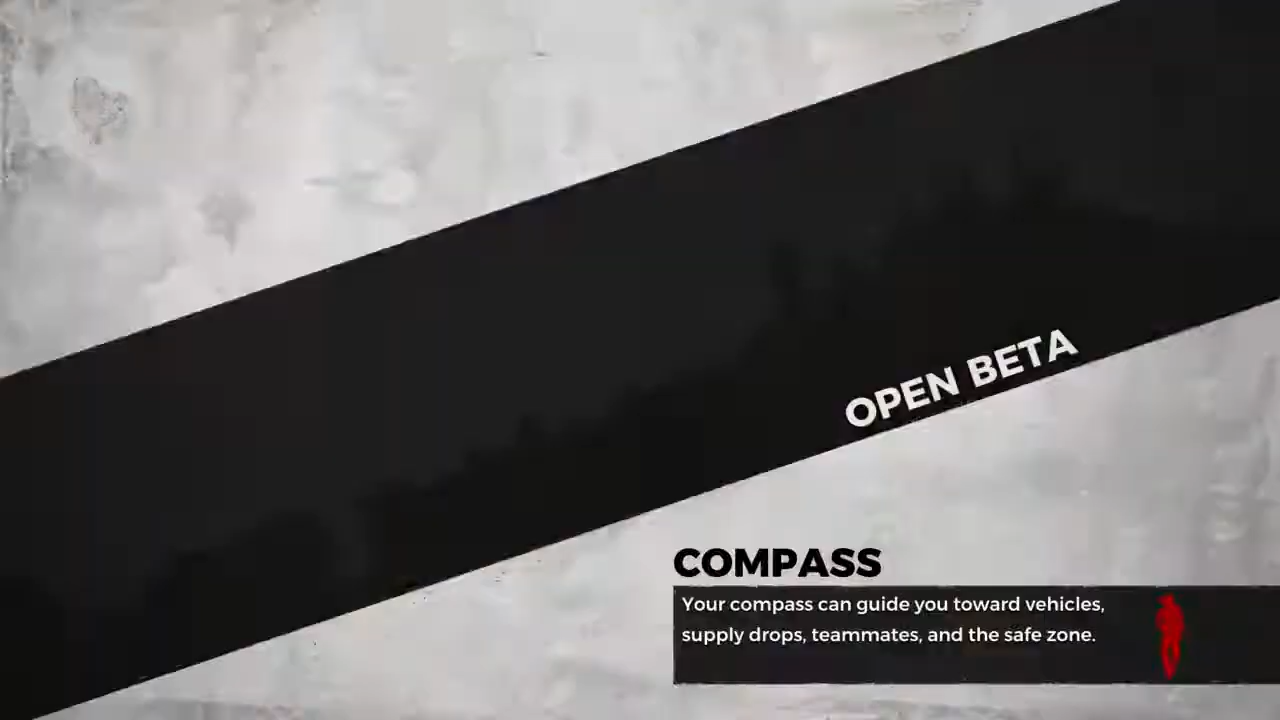 OPEN BETA
COMPASS
Your compass can guide you toward vehicles,
supply drops, teammates, and the safe zone.